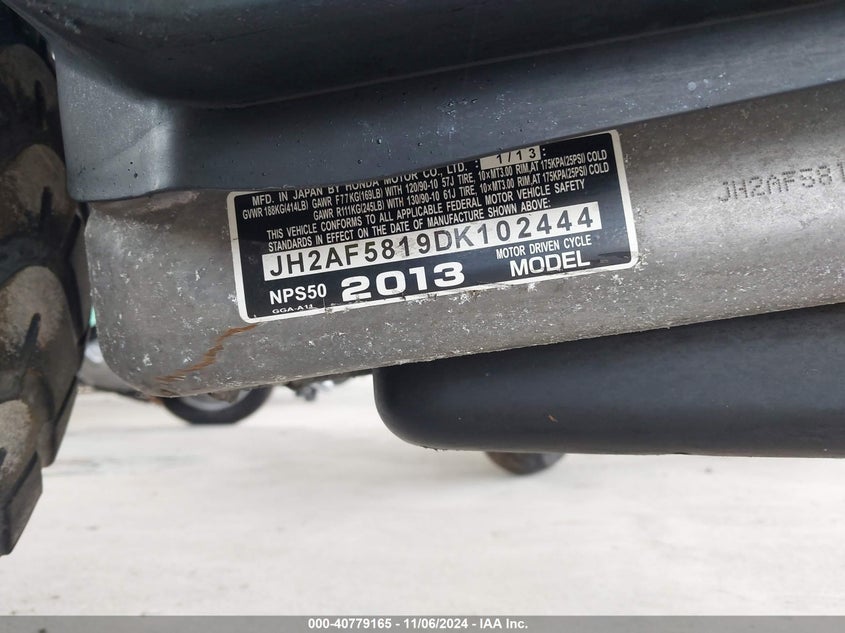 MFD. IN JAPAN BY HONDA MOTOR CO., LTD. 1/13
GVWR 188KG(414LB) GAWR F77KG(169LB) WITH 120/90-10 57J TIRE, 10×MT3.00 RIM, AT 175KPA(25PSI) COLD
GAWR R111KG(245LB) WITH 130/90-10 61J TIRE, 10×MT3.00 RIM, AT 175KPA(25PSI) COLD
THIS VEHICLE CONFORMS TO ALL APPLICABLE FEDERAL MOTOR VEHICLE SAFETY
STANDARDS IN EFFECT ON THE DATE OF MANUFACTURE SHOWN ABOVE.
JH2AF5819DK102444
NPS50 2013 MOTOR DRIVEN CYCLE
MODEL
GGA-A14
JH2AF581
000-40779165 - 11/06/2024 - IAA Inc.